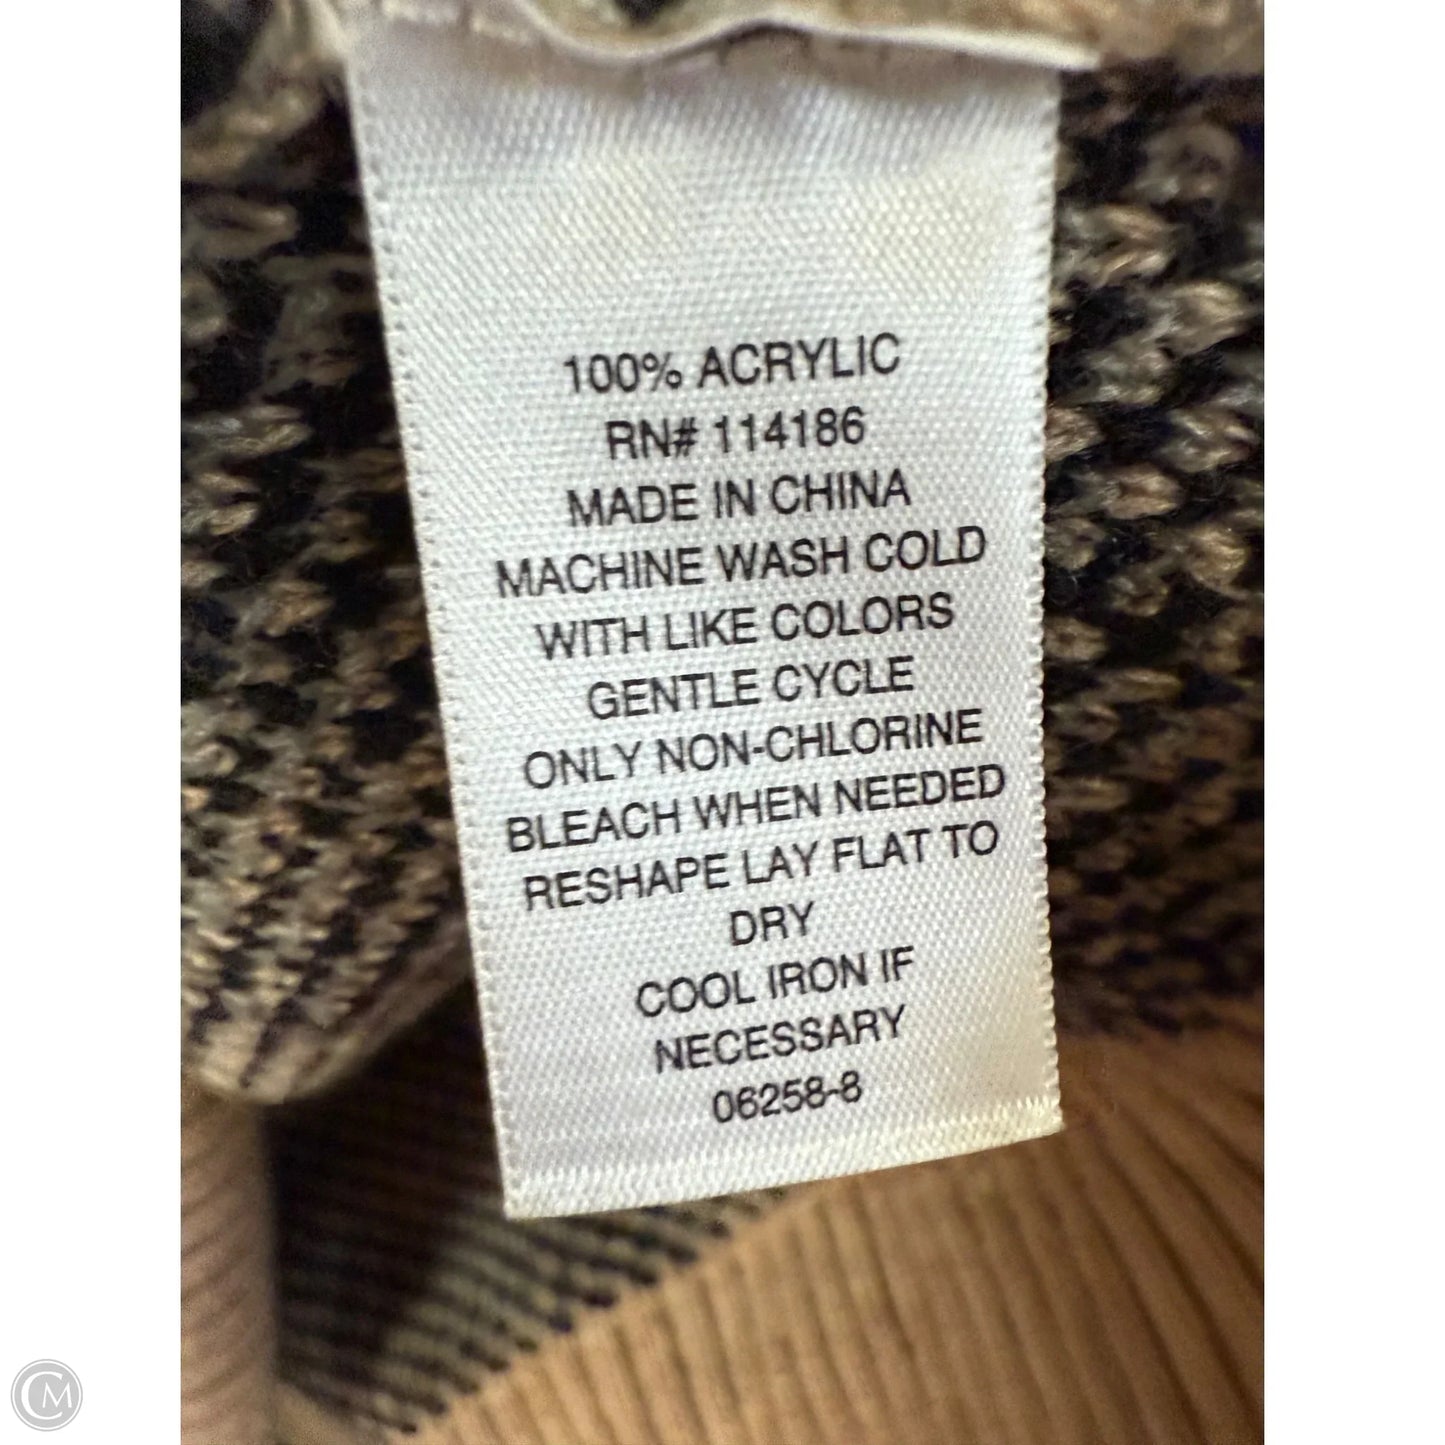 100% ACRYLIC
RN# 114186
MADE IN CHINA
MACHINE WASH COLD
WITH LIKE COLORS
GENTLE CYCLE
ONLY NON-CHLORINE
BLEACH WHEN NEEDED
RESHAPE LAY FLAT TO
DRY
COOL IRON IF
NECESSARY
06258-8
CM